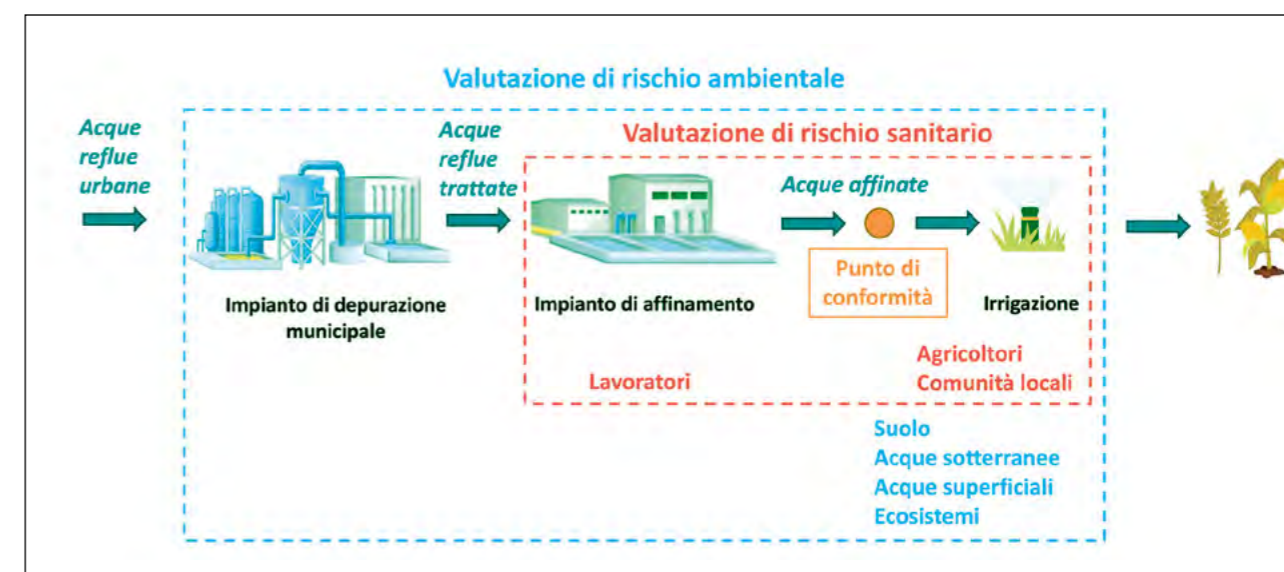 Valutazione di rischio ambientale
Acque
reflue
urbane
Acque
reflue
trattate
Valutazione di rischio sanitario
Acque affinate
Punto di
conformità
Impianto di depurazione
municipale
Impianto di affinamento
Irrigazione
Lavoratori
Agricoltori
Comunità locali
Suolo
Acque sotterranee
Acque superficiali
Ecosistemi